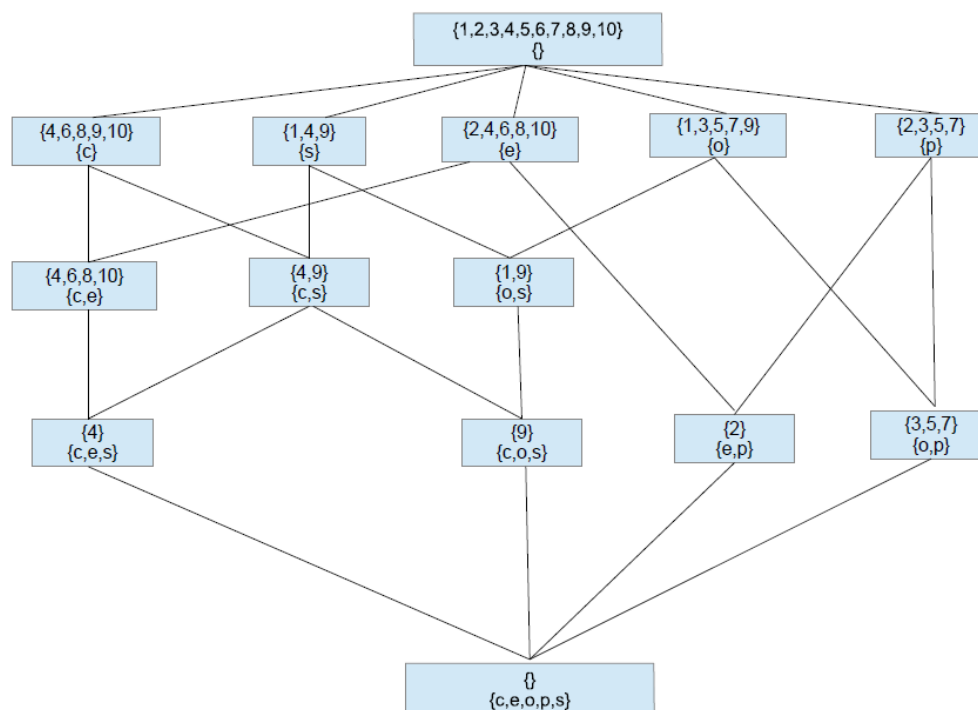 {1,2,3,4,5,6,7,8,9,10}
{}
{4,6,8,9,10}
{c}
{1,4,9}
{s}
{2,4,6,8,10}
{e}
{1,3,5,7,9}
{o}
{2,3,5,7}
{p}
{4,6,8,10}
{c,e}
{4,9}
{c,s}
{1,9}
{o,s}
{4}
{c,e,s}
{9}
{c,o,s}
{2}
{e,p}
{3,5,7}
{o,p}
{}
{c,e,o,p,s}